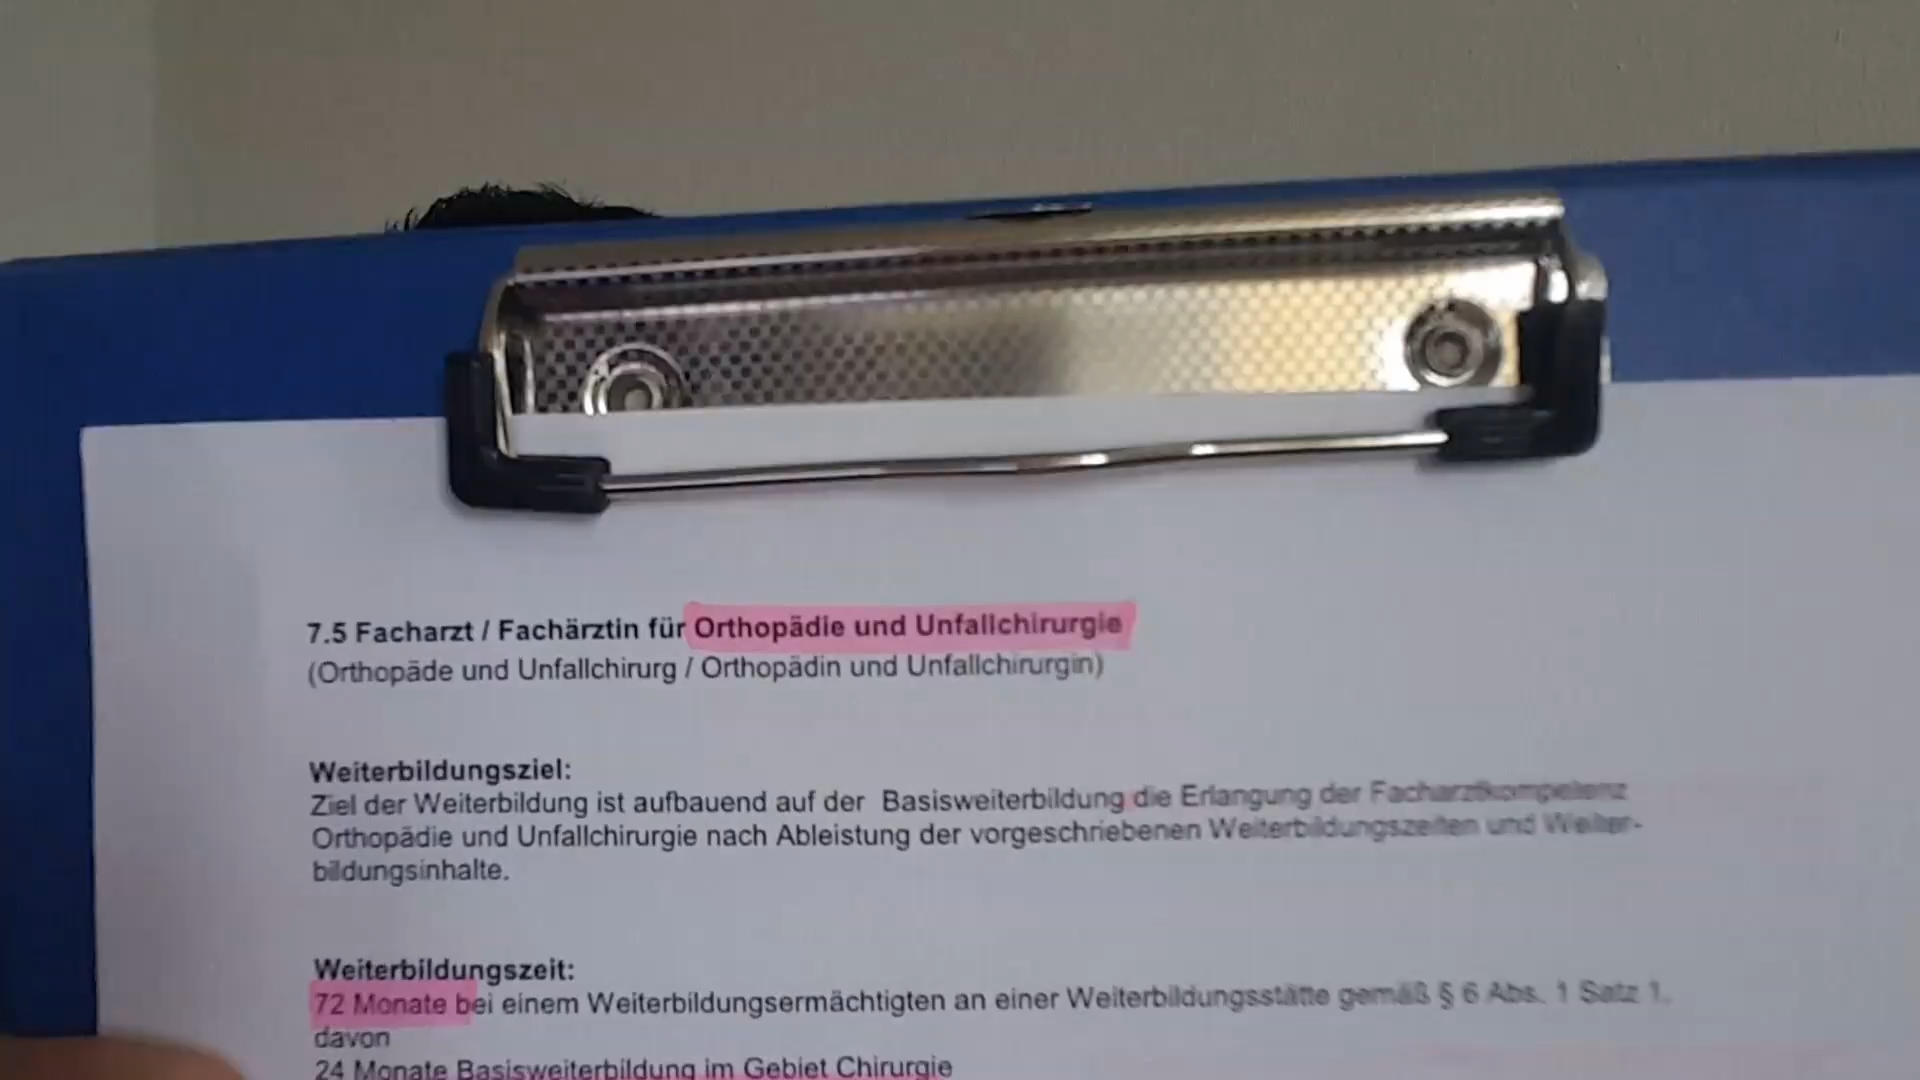 7.5 Facharzt / Fachärztin für Orthopädie und Unfallchirurgie
(Orthopäde und Unfallchirurg / Orthopädin und Unfallchirurgin)
Weiterbildungsziel:
Ziel der Weiterbildung ist aufbauend auf der Basisweiterbildung die Erlangung der Facharztkompetenz
Orthopädie und Unfallchirurgie nach Ableistung der vorgeschriebenen Weiterbildungszeiten und Weiter-
bildungsinhalte.
Weiterbildungszeit:
72 Monate bei einem Weiterbildungsermächtigten an einer Weiterbildungsstätte gemäß § 6 Abs. 1 Satz 1,
davon
24 Monate Basisweiterbildung im Gebiet Chirurgie